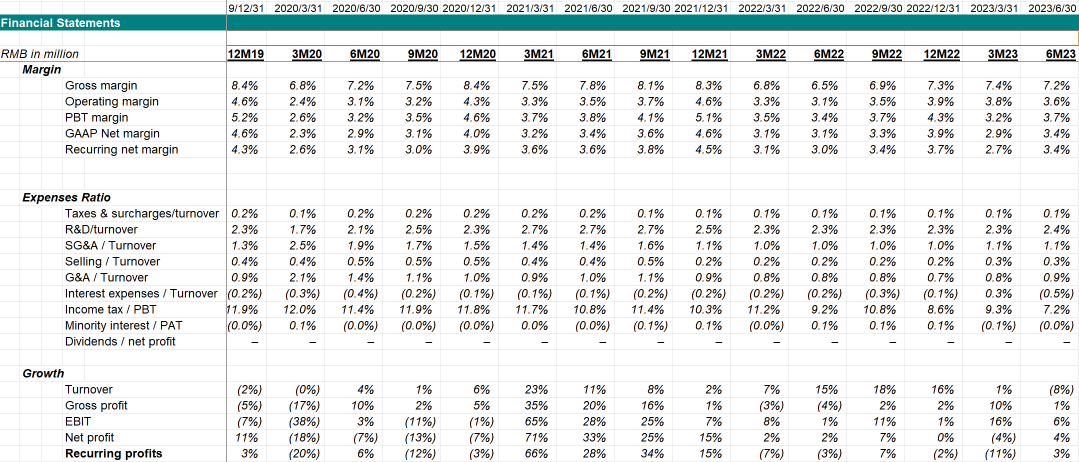 9/12/31 2020/3/31 2020/6/30 2020/9/30 2020/12/31 2021/3/31 2021/6/30 2021/9/30 2021/12/31 2022/3/31 2022/6/30 2022/9/30 2022/12/31 2023/3/31 2023/6/30
Financial Statements
RMB in million 12M19 3M20 6M20 9M20 12M20 3M21 6M21 9M21 12M21 3M22 6M22 9M22 12M22 3M23 6M23
Margin
Gross margin 8.4% 6.8% 7.2% 7.5% 8.4% 7.5% 7.8% 8.1% 8.3% 6.8% 6.5% 6.9% 7.3% 7.4% 7.2%
Operating margin 4.6% 2.4% 3.1% 3.2% 4.3% 3.3% 3.5% 3.7% 4.6% 3.3% 3.1% 3.5% 3.9% 3.8% 3.6%
PBT margin 5.2% 2.6% 3.2% 3.5% 4.6% 3.7% 3.8% 4.1% 5.1% 3.5% 3.4% 3.7% 4.3% 3.2% 3.7%
GAAP Net margin 4.6% 2.3% 2.9% 3.1% 4.0% 3.2% 3.4% 3.6% 4.6% 3.1% 3.1% 3.3% 3.9% 2.9% 3.4%
Recurring net margin 4.3% 2.6% 3.1% 3.0% 3.9% 3.6% 3.6% 3.8% 4.5% 3.1% 3.0% 3.4% 3.7% 2.7% 3.4%
Expenses Ratio
Taxes & surcharges/turnover 0.2% 0.1% 0.2% 0.2% 0.2% 0.2% 0.2% 0.1% 0.1% 0.1% 0.1% 0.1% 0.1% 0.1% 0.1%
R&D/turnover 2.3% 1.7% 2.1% 2.5% 2.3% 2.7% 2.7% 2.7% 2.5% 2.3% 2.3% 2.3% 2.3% 2.3% 2.4%
SG&A / Turnover 1.3% 2.5% 1.9% 1.7% 1.5% 1.4% 1.4% 1.6% 1.1% 1.0% 1.0% 1.0% 1.0% 1.1% 1.1%
Selling / Turnover 0.4% 0.4% 0.5% 0.5% 0.5% 0.4% 0.4% 0.5% 0.2% 0.2% 0.2% 0.2% 0.2% 0.3% 0.3%
G&A / Turnover 0.9% 2.1% 1.4% 1.1% 1.0% 0.9% 1.0% 1.1% 0.9% 0.8% 0.8% 0.8% 0.7% 0.8% 0.9%
Interest expenses / Turnover (0.2%) (0.3%) (0.4%) (0.2%) (0.1%) (0.1%) (0.1%) (0.2%) (0.2%) (0.2%) (0.2%) (0.3%) (0.1%) 0.3% (0.5%)
Income tax / PBT 11.9% 12.0% 11.4% 11.9% 11.8% 11.7% 10.8% 11.4% 10.3% 11.2% 9.2% 10.8% 8.6% 9.3% 7.2%
Minority interest / PAT (0.0%) 0.1% (0.0%) (0.0%) (0.0%) 0.0% (0.0%) (0.1%) 0.1% (0.0%) 0.1% 0.1% 0.1% (0.1%) (0.0%)
Dividends / net profit – – – – – – – – – – – – – – –
Growth
Turnover (2%) (0%) 4% 1% 6% 23% 11% 8% 2% 7% 15% 18% 16% 1% (8%)
Gross profit (5%) (17%) 10% 2% 5% 35% 20% 16% 1% (3%) (4%) 2% 2% 10% 1%
EBIT (7%) (38%) 3% (11%) (1%) 65% 28% 25% 7% 8% 1% 11% 1% 16% 6%
Net profit 11% (18%) (7%) (13%) (7%) 71% 33% 25% 15% 2% 2% 7% 0% (4%) 4%
Recurring profits 3% (20%) 6% (12%) (3%) 66% 28% 34% 15% (7%) (3%) 7% (2%) (11%) 3%